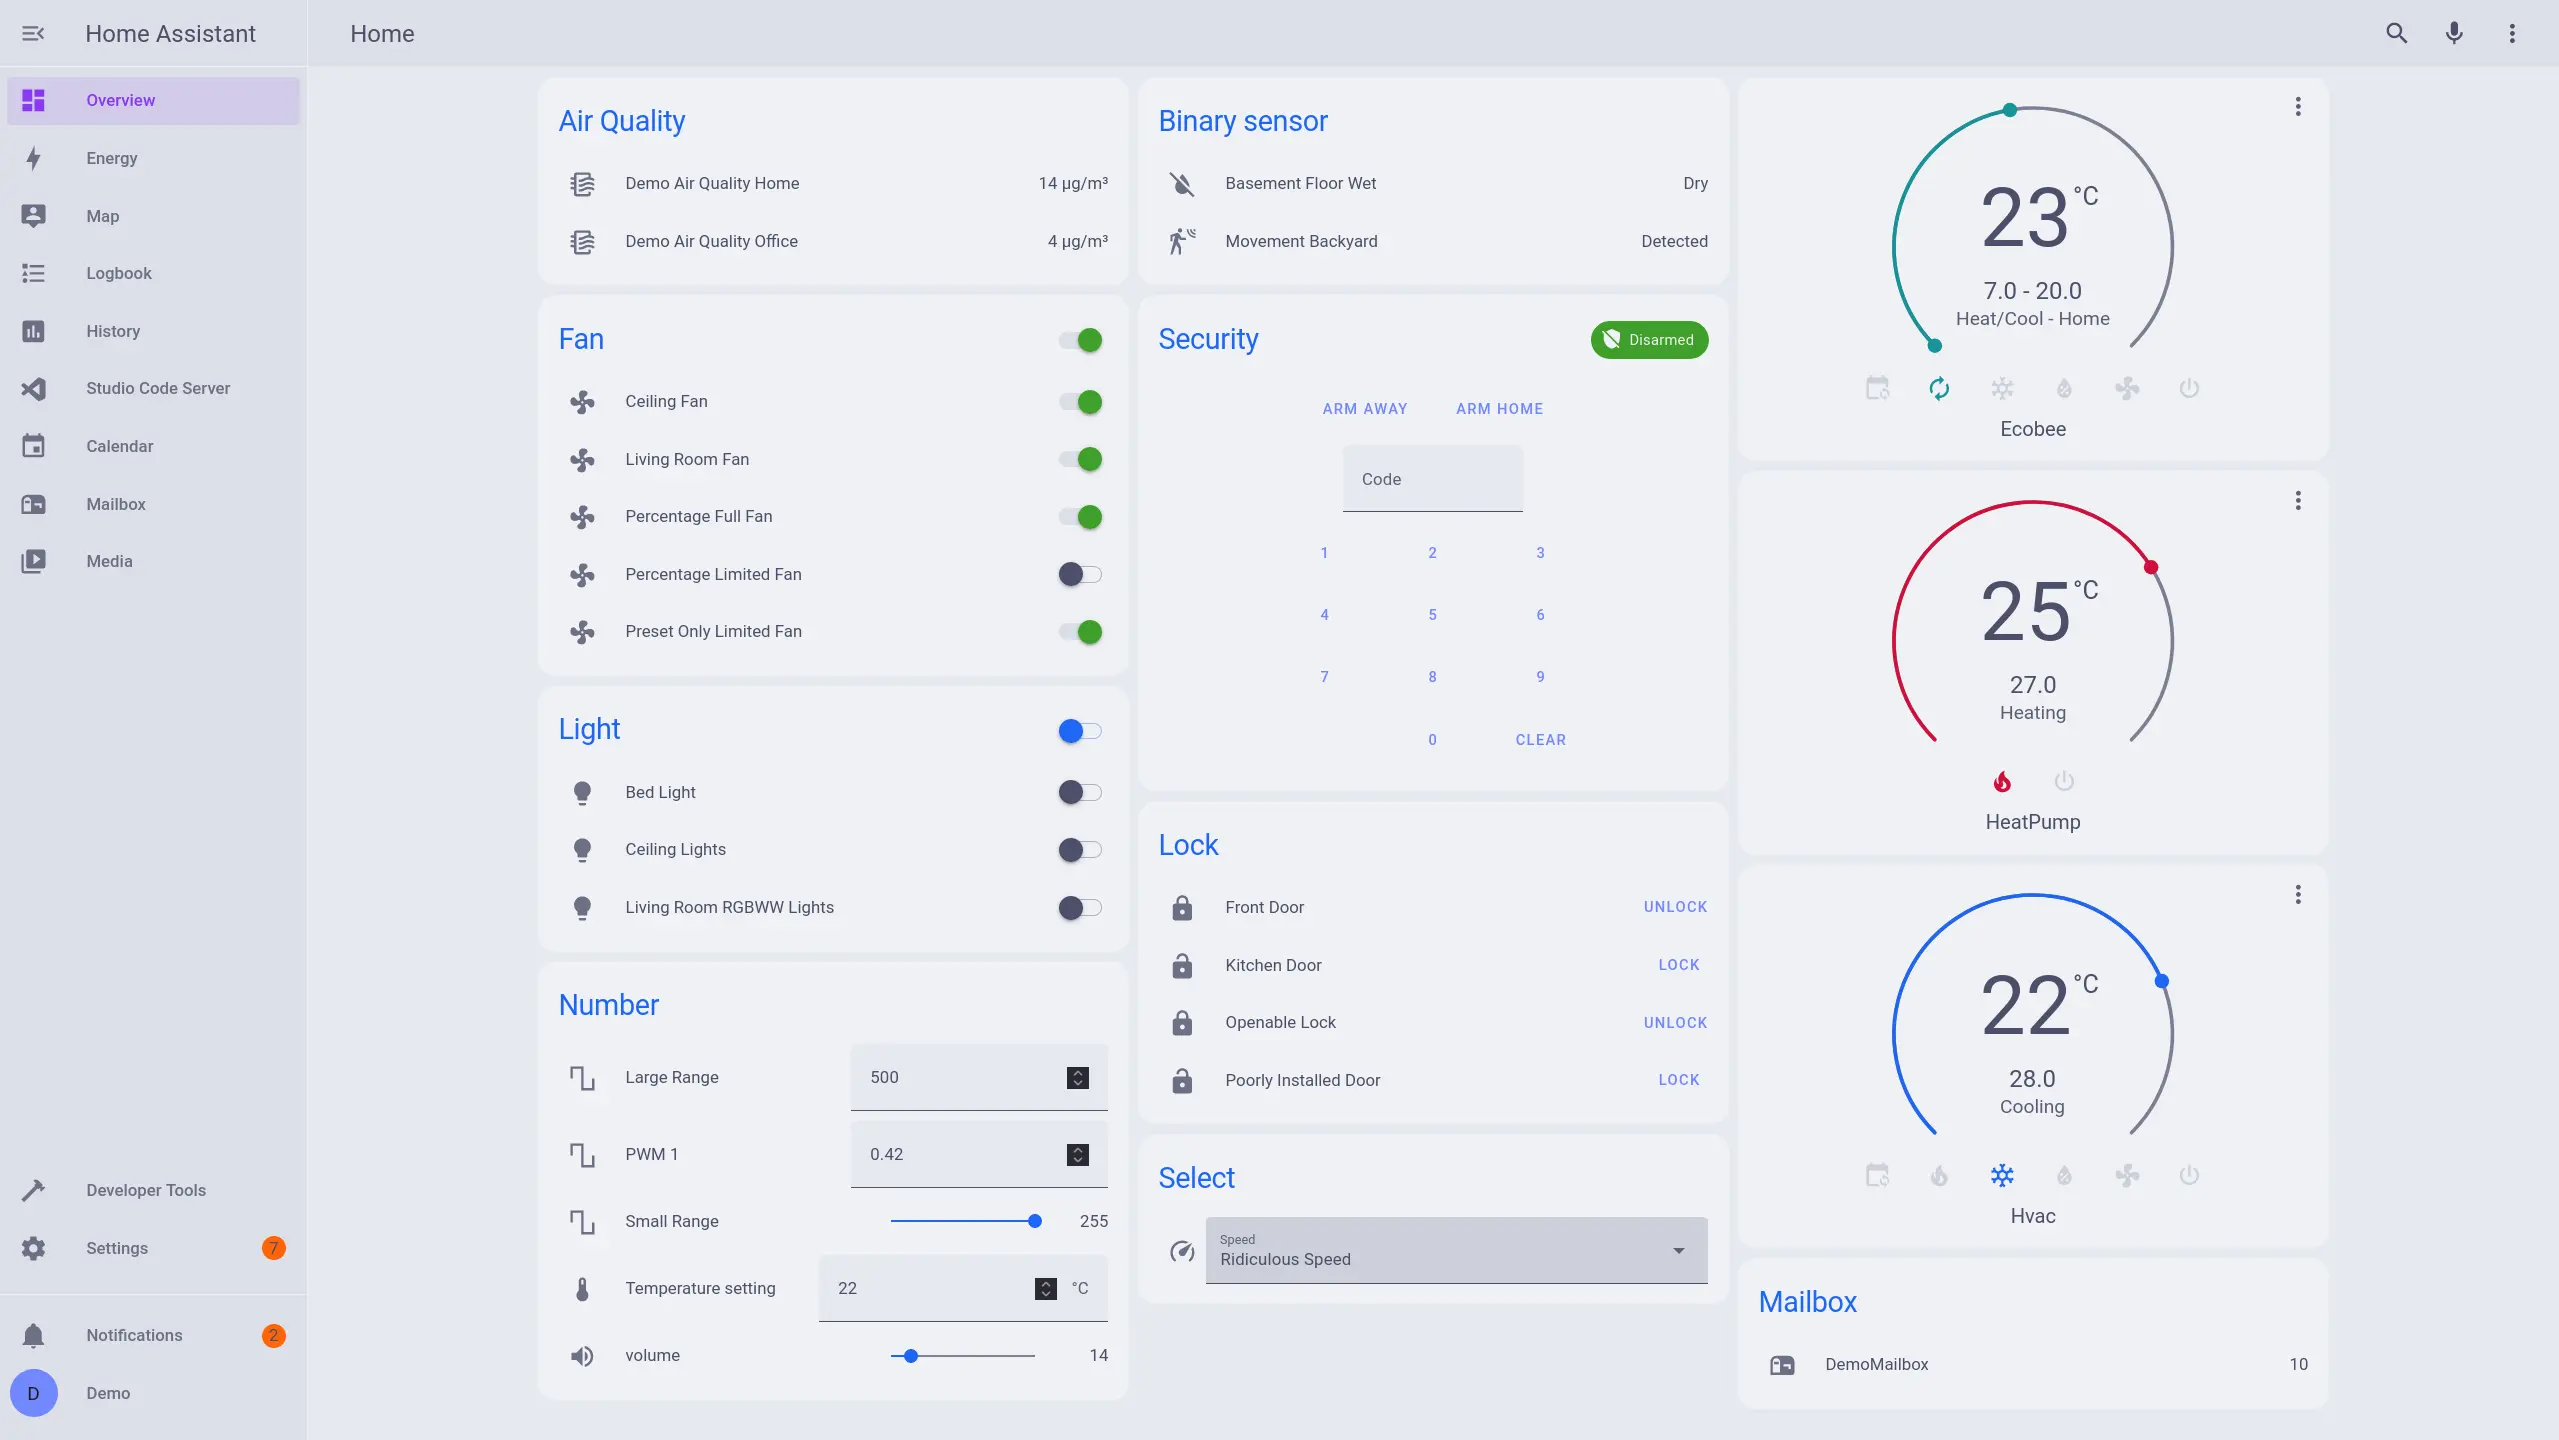 Home Assistant
Home
Overview
Energy
Map
Logbook
History
Studio Code Server
Calendar
Mailbox
Media
Developer Tools
Settings 7
Notifications 2
D Demo
Air Quality
Demo Air Quality Home 14 µg/m³
Demo Air Quality Office 4 µg/m³
Fan
Ceiling Fan
Living Room Fan
Percentage Full Fan
Percentage Limited Fan
Preset Only Limited Fan
Light
Bed Light
Ceiling Lights
Living Room RGBWW Lights
Number
Large Range 500
PWM 1 0.42
Small Range 255
Temperature setting 22 °C
volume 14
Binary sensor
Basement Floor Wet Dry
Movement Backyard Detected
Security Disarmed
ARM AWAY ARM HOME
Code
1 2 3
4 5 6
7 8 9
0 CLEAR
Lock
Front Door UNLOCK
Kitchen Door LOCK
Openable Lock UNLOCK
Poorly Installed Door LOCK
Select
Speed
Ridiculous Speed
23 °C
7.0 - 20.0
Heat/Cool - Home
Ecobee
25 °C
27.0
Heating
HeatPump
22 °C
28.0
Cooling
Hvac
Mailbox
DemoMailbox 10